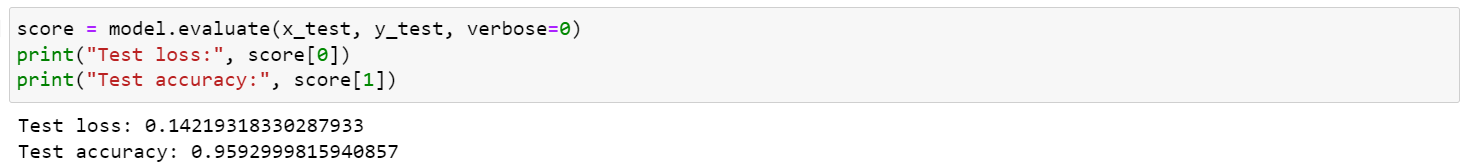 score = model.evaluate(x_test, y_test, verbose=0)
print("Test loss:", score[0])
print("Test accuracy:", score[1])
Test loss: 0.14219318330287933
Test accuracy: 0.9592999815940857